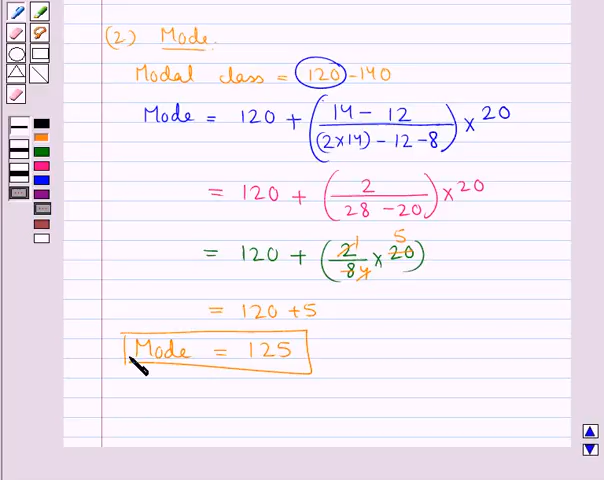 (2) Mode.
Modal class = 120 - 140
Mode = 120 + ( 14 - 12 / (2×14) - 12 - 8 ) × 20
= 120 + ( 2 / 28 - 20 ) × 20
= 120 + ( 2 1 / 8 4 × 20 5 )
= 120 + 5
Mode = 125